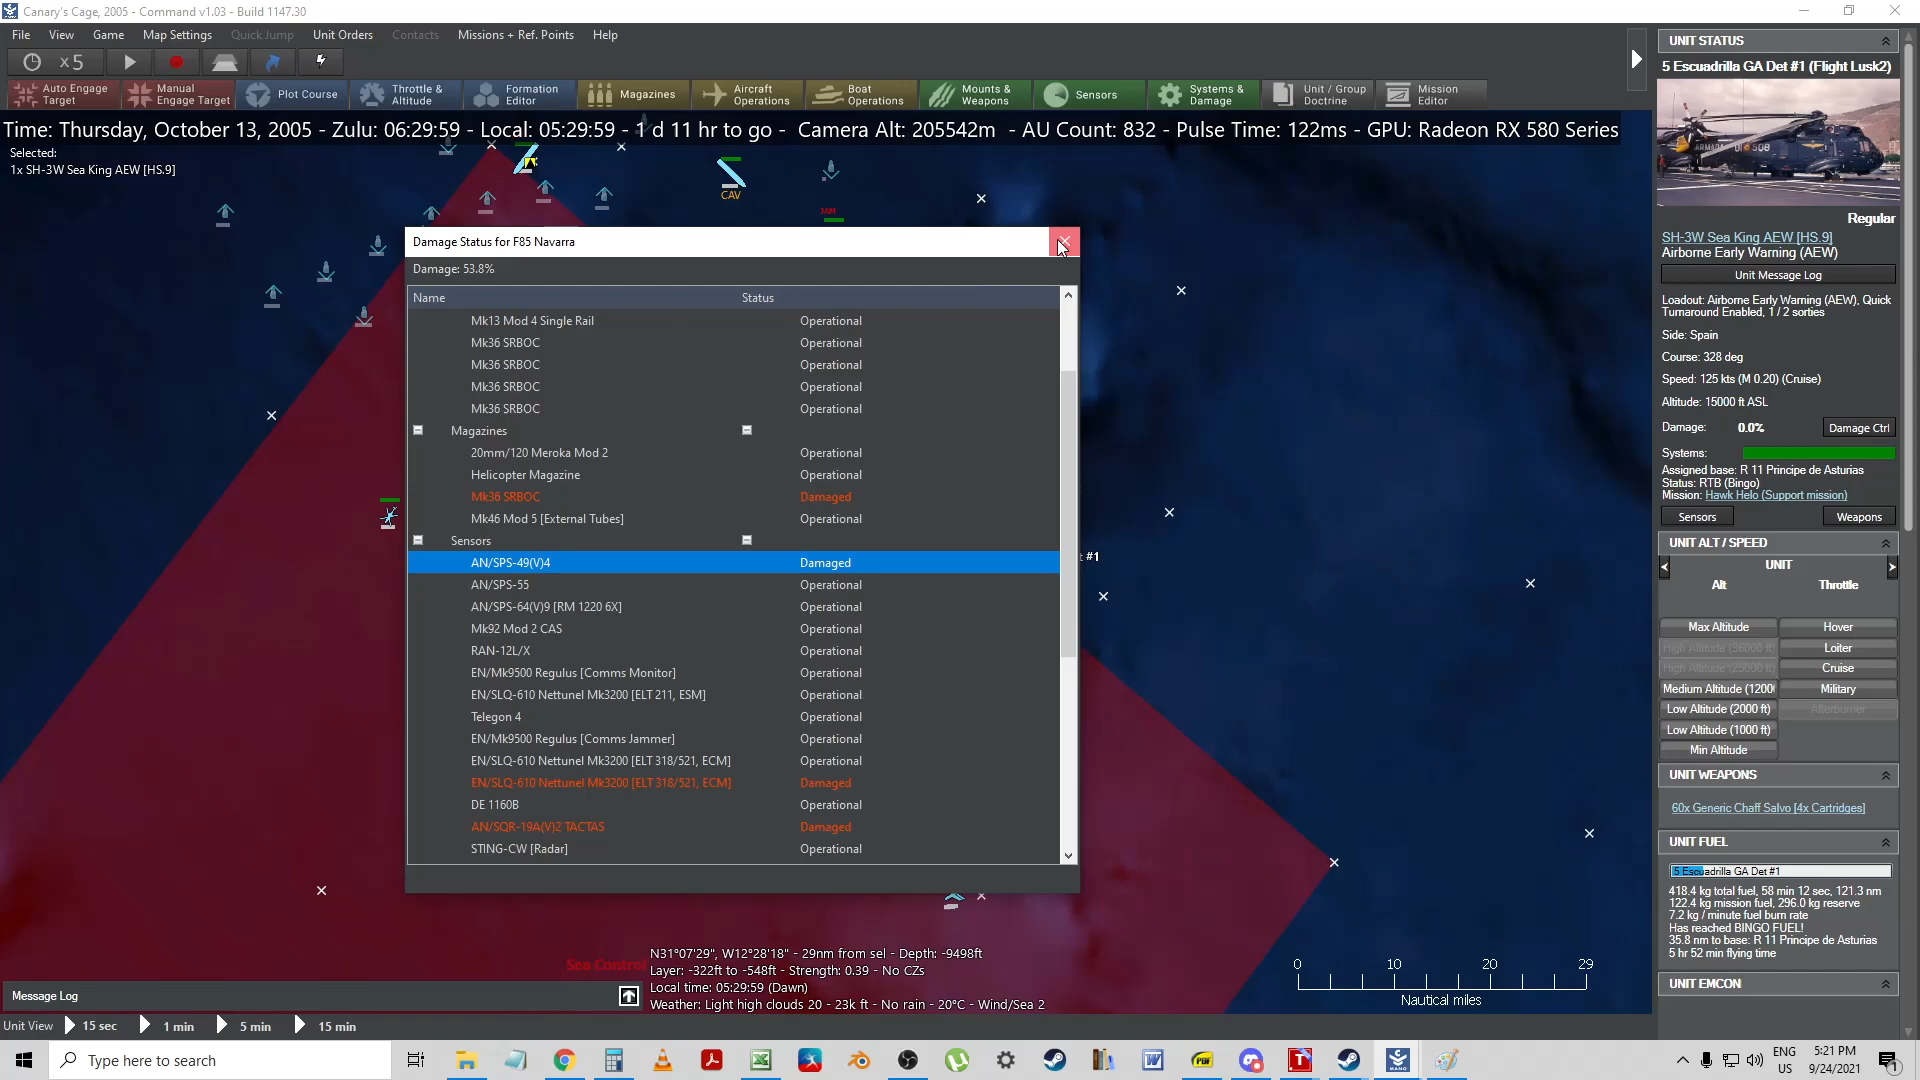 Canary's Cage, 2005 - Command v1.03 - Build 1147.30
File View Game Map Settings Quick Jump Unit Orders Contacts Missions + Ref. Points Help
x 5
Auto Engage Target
Manual Engage Target
Plot Course
Throttle & Altitude
Formation Editor
Magazines
Aircraft Operations
Boat Operations
Mounts & Weapons
Sensors
Systems & Damage
Unit / Group Doctrine
Mission Editor
Time: Thursday, October 13, 2005 - Zulu: 06:29:59 - Local: 05:29:59 - 1 d 11 hr to go - Camera Alt: 205542m - AU Count: 832 - Pulse Time: 122ms - GPU: Radeon RX 580 Series
Selected:
1x SH-3W Sea King AEW [HS.9]
CAV
JAM
Damage Status for F85 Navarra
Damage: 53.8%
Name Status
Mk13 Mod 4 Single Rail Operational
Mk36 SRBOC Operational
Mk36 SRBOC Operational
Mk36 SRBOC Operational
Mk36 SRBOC Operational
Magazines
20mm/120 Meroka Mod 2 Operational
Helicopter Magazine Operational
Mk36 SRBOC Damaged
Mk46 Mod 5 [External Tubes] Operational
Sensors
AN/SPS-49(V)4 Damaged
AN/SPS-55 Operational
AN/SPS-64(V)9 [RM 1220 6X] Operational
Mk92 Mod 2 CAS Operational
RAN-12L/X Operational
EN/Mk9500 Regulus [Comms Monitor] Operational
EN/SLQ-610 Nettunel Mk3200 [ELT 211, ESM] Operational
Telegon 4 Operational
EN/Mk9500 Regulus [Comms Jammer] Operational
EN/SLQ-610 Nettunel Mk3200 [ELT 318/521, ECM] Operational
EN/SLQ-610 Nettunel Mk3200 [ELT 318/521, ECM] Damaged
DE 1160B Operational
AN/SQR-19A(V)2 TACTAS Damaged
STING-CW [Radar] Operational
t #1
Sea Control
N31°07'29", W12°28'18" - 29nm from sel - Depth: -9498ft
Layer: -322ft to -548ft - Strength: 0.39 - No CZs
Local time: 05:29:59 (Dawn)
Weather: Light high clouds 20 - 23k ft - No rain - 20°C - Wind/Sea 2
0 10 20 29
Nautical miles
Message Log
Unit View 15 sec 1 min 5 min 15 min
UNIT STATUS
5 Escuadrilla GA Det #1 (Flight Lusk2)
ARMADA 01 508
Regular
SH-3W Sea King AEW [HS.9]
Airborne Early Warning (AEW)
Unit Message Log
Loadout: Airborne Early Warning (AEW), Quick
Turnaround Enabled, 1 / 2 sorties
Side: Spain
Course: 328 deg
Speed: 125 kts (M 0.20) (Cruise)
Altitude: 15000 ft ASL
Damage: 0.0% Damage Ctrl
Systems:
Assigned base: R 11 Principe de Asturias
Status: RTB (Bingo)
Mission: Hawk Helo (Support mission)
Sensors Weapons
UNIT ALT / SPEED
UNIT
Alt Throttle
Max Altitude Hover
High Altitude (36000 ft) Loiter
High Altitude (25000 ft) Cruise
Medium Altitude (1200 Military
Low Altitude (2000 ft) Afterburner
Low Altitude (1000 ft)
Min Altitude
UNIT WEAPONS
60x Generic Chaff Salvo [4x Cartridges]
UNIT FUEL
5 Escuadrilla GA Det #1
418.4 kg total fuel, 58 min 12 sec, 121.3 nm
122.4 kg mission fuel, 296.0 kg reserve
7.2 kg / minute fuel burn rate
Has reached BINGO FUEL!
35.8 nm to base: R 11 Principe de Asturias
5 hr 52 min flying time
UNIT EMCON
Type here to search
ENG
US
5:21 PM
9/24/2021